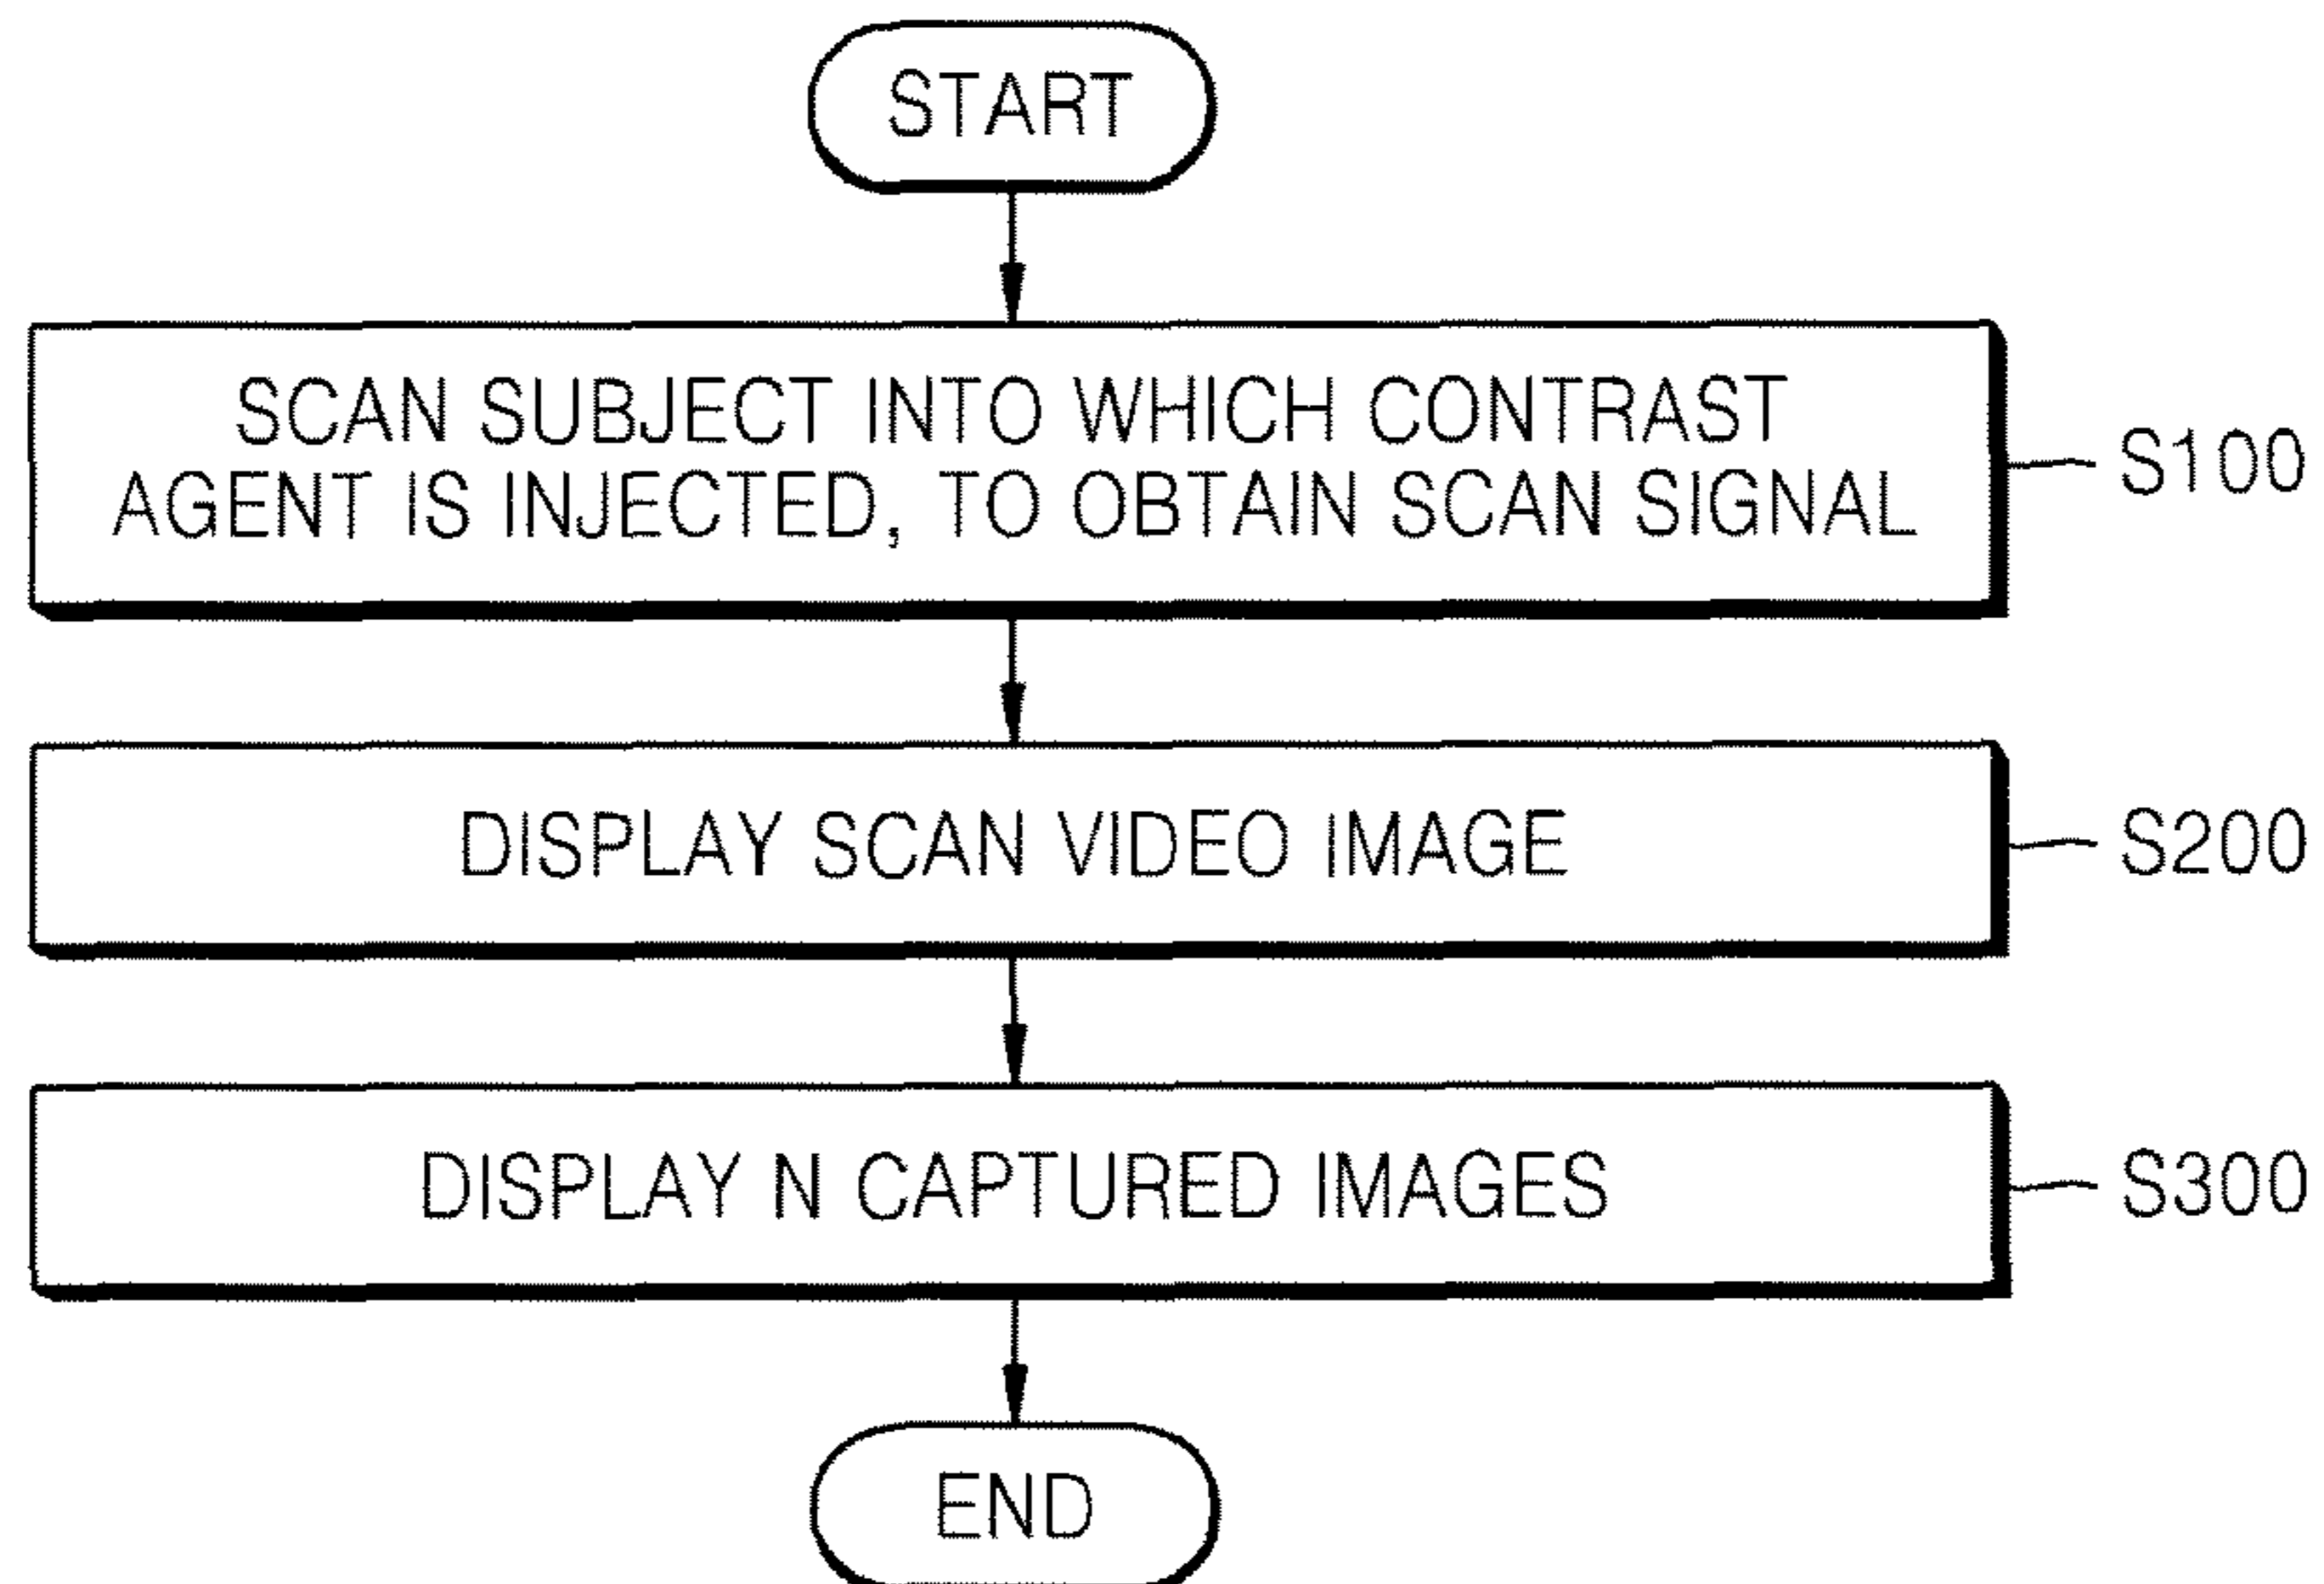 START
SCAN SUBJECT INTO WHICH CONTRAST
AGENT IS INJECTED, TO OBTAIN SCAN SIGNAL
S100
DISPLAY SCAN VIDEO IMAGE
S200
DISPLAY N CAPTURED IMAGES
S300
END